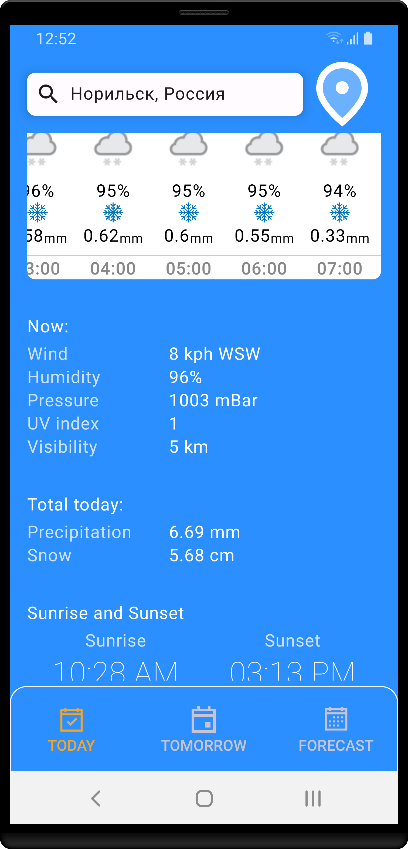 12:52
Норильск, Россия
96% 95% 95% 95% 94%
58mm 0.62mm 0.6mm 0.55mm 0.33mm
3:00 04:00 05:00 06:00 07:00
Now:
Wind 8 kph WSW
Humidity 96%
Pressure 1003 mBar
UV index 1
Visibility 5 km
Total today:
Precipitation 6.69 mm
Snow 5.68 cm
Sunrise and Sunset
Sunrise Sunset
10:28 AM 03:13 PM
TODAY TOMORROW FORECAST